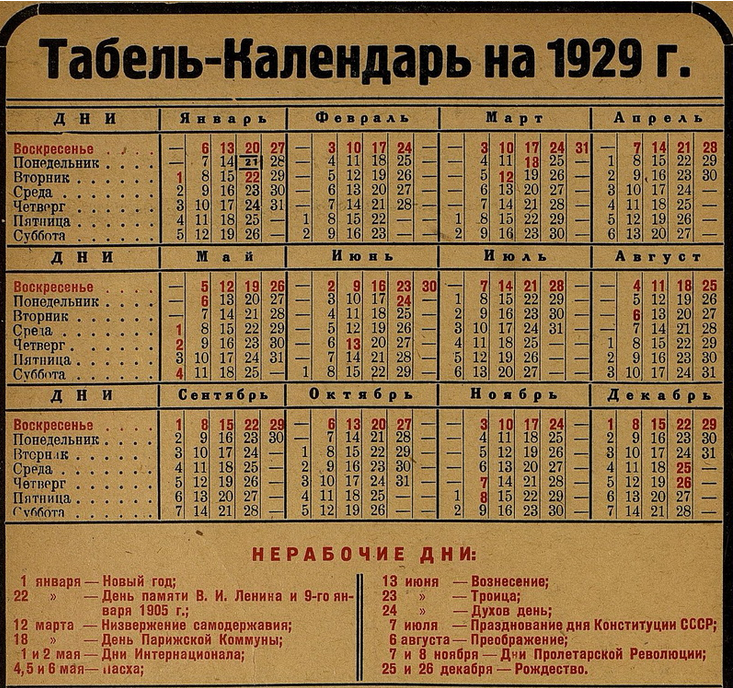 Табель-Календарь на 1929 г.
ДНИ Январь Февраль Март Апрель
Воскресенье — 6 13 20 27 — 3 10 17 24 — — 3 10 17 24 31 — 7 14 21 28
Понедельник — 7 14 21 28 — 4 11 18 25 — — 4 11 18 25 — 1 8 15 22 29
Вторник 1 8 15 22 29 — 5 12 19 26 — — 5 12 19 26 — 2 9 16 23 30
Среда 2 9 16 23 30 — 6 13 20 27 — — 6 13 20 27 — 3 10 17 24 —
Четверг 3 10 17 24 31 — 7 14 21 28 — — 7 14 21 28 — 4 11 18 25 —
Пятница 4 11 18 25 — 1 8 15 22 — — 1 8 15 22 29 — 5 12 19 26 —
Суббота 5 12 19 26 — 2 9 16 23 — — 2 9 16 23 30 — 6 13 20 27 —
ДНИ Май Июнь Июль Август
Воскресенье — 5 12 19 26 — 2 9 16 23 30 — 7 14 21 28 — — 4 11 18 25
Понедельник — 6 13 20 27 — 3 10 17 24 — 1 8 15 22 29 — — 5 12 19 26
Вторник — 7 14 21 28 — 4 11 18 25 — 2 9 16 23 30 — — 6 13 20 27
Среда 1 8 15 22 29 — 5 12 19 26 — 3 10 17 24 31 — — 7 14 21 28
Четверг 2 9 16 23 30 — 6 13 20 27 — 4 11 18 25 — — 1 8 15 22 29
Пятница 3 10 17 24 31 — 7 14 21 28 — 5 12 19 26 — — 2 9 16 23 30
Суббота 4 11 18 25 — 1 8 15 22 29 — 6 13 20 27 — — 3 10 17 24 31
ДНИ Сентябрь Октябрь Ноябрь Декабрь
Воскресенье 1 8 15 22 29 — 6 13 20 27 — — 3 10 17 24 — 1 8 15 22 29
Понедельник 2 9 16 23 30 — 7 14 21 28 — — 4 11 18 25 — 2 9 16 23 30
Вторник 3 10 17 24 — 1 8 15 22 29 — — 5 12 19 26 — 3 10 17 24 31
Среда 4 11 18 25 — 2 9 16 23 30 — — 6 13 20 27 — 4 11 18 25 —
Четверг 5 12 19 26 — 3 10 17 24 31 — — 7 14 21 28 — 5 12 19 26 —
Пятница 6 13 20 27 — 4 11 18 25 — — 1 8 15 22 29 — 6 13 20 27 —
Суббота 7 14 21 28 — 5 12 19 26 — — 2 9 16 23 30 — 7 14 21 28 —
НЕРАБОЧИЕ ДНИ:
1 января — Новый год;
22 » — День памяти В. И. Ленина и 9-го ян-
варя 1905 г.;
12 марта — Низвержение самодержавия;
18 » — День Парижской Коммуны;
1 и 2 мая — Дни Интернационала;
4, 5 и 6 мая — Пасха;
13 июня — Вознесение;
23 » — Троица;
24 » — Духов день;
7 июля — Празднование дня Конституции СССР;
6 августа — Преображение;
7 и 8 ноября — Дни Пролетарской Революции;
25 и 26 декабря — Рождество.